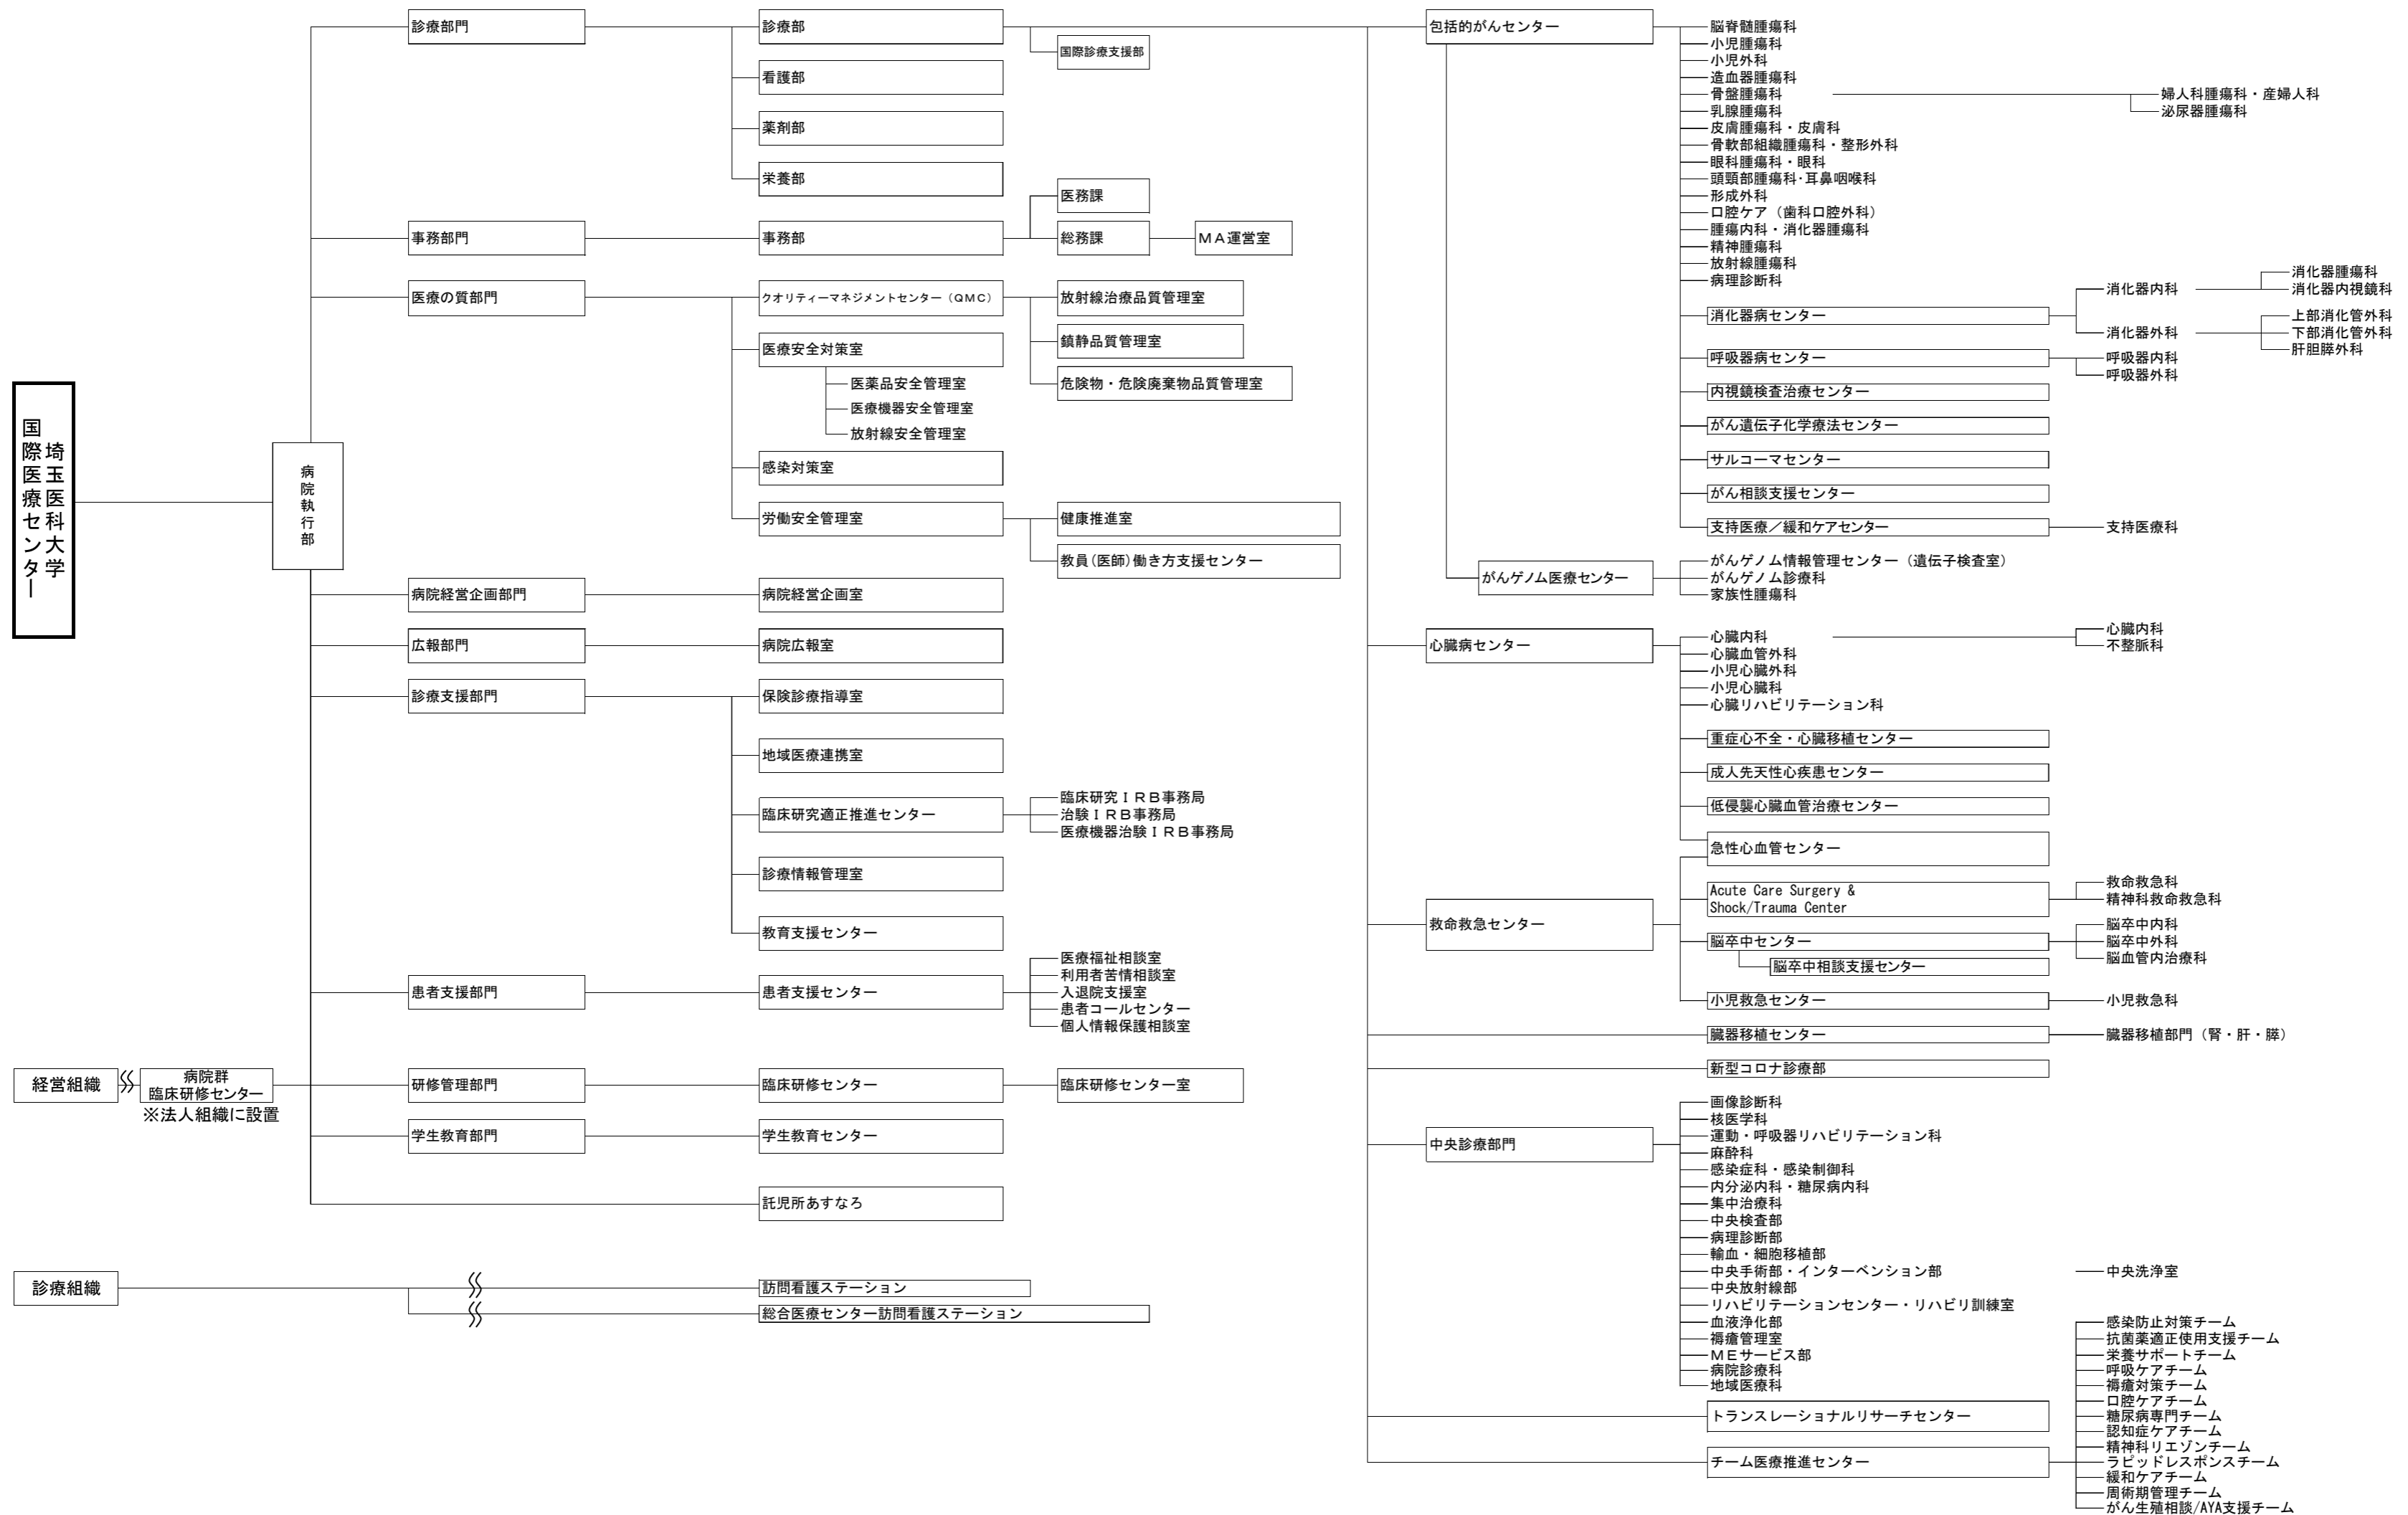 埼玉医科大学
国際医療センター
病院執行部
診療部門
診療部
国際診療支援部
看護部
薬剤部
栄養部
事務部門
事務部
医務課
総務課
ＭＡ運営室
医療の質部門
クオリティーマネジメントセンター（ＱＭＣ）
放射線治療品質管理室
鎮静品質管理室
危険物・危険廃棄物品質管理室
医療安全対策室
医薬品安全管理室
医療機器安全管理室
放射線安全管理室
感染対策室
労働安全管理室
健康推進室
教員(医師)働き方支援センター
病院経営企画部門
病院経営企画室
広報部門
病院広報室
診療支援部門
保険診療指導室
地域医療連携室
臨床研究適正推進センター
臨床研究ＩＲＢ事務局
治験ＩＲＢ事務局
医療機器治験ＩＲＢ事務局
診療情報管理室
教育支援センター
患者支援部門
患者支援センター
医療福祉相談室
利用者苦情相談室
入退院支援室
患者コールセンター
個人情報保護相談室
経営組織
病院群
臨床研修センター
※法人組織に設置
研修管理部門
臨床研修センター
臨床研修センター室
学生教育部門
学生教育センター
託児所あすなろ
診療組織
訪問看護ステーション
総合医療センター訪問看護ステーション
包括的がんセンター
脳脊髄腫瘍科
小児腫瘍科
小児外科
造血器腫瘍科
骨盤腫瘍科
婦人科腫瘍科・産婦人科
泌尿器腫瘍科
乳腺腫瘍科
皮膚腫瘍科・皮膚科
骨軟部組織腫瘍科・整形外科
眼科腫瘍科・眼科
頭頸部腫瘍科・耳鼻咽喉科
形成外科
口腔ケア（歯科口腔外科）
腫瘍内科・消化器腫瘍科
精神腫瘍科
放射線腫瘍科
病理診断科
消化器病センター
消化器内科
消化器腫瘍科
消化器内視鏡科
消化器外科
上部消化管外科
下部消化管外科
肝胆膵外科
呼吸器病センター
呼吸器内科
呼吸器外科
内視鏡検査治療センター
がん遺伝子化学療法センター
サルコーマセンター
がん相談支援センター
支持医療／緩和ケアセンター
支持医療科
がんゲノム医療センター
がんゲノム情報管理センター（遺伝子検査室）
がんゲノム診療科
家族性腫瘍科
心臓病センター
心臓内科
心臓内科
不整脈科
心臓血管外科
小児心臓外科
小児心臓科
心臓リハビリテーション科
重症心不全・心臓移植センター
成人先天性心疾患センター
低侵襲心臓血管治療センター
急性心血管センター
救命救急センター
Acute Care Surgery &
Shock/Trauma Center
救命救急科
精神科救命救急科
脳卒中センター
脳卒中内科
脳卒中外科
脳血管内治療科
脳卒中相談支援センター
小児救急センター
小児救急科
臓器移植センター
臓器移植部門（腎・肝・膵）
新型コロナ診療部
中央診療部門
画像診断科
核医学科
運動・呼吸器リハビリテーション科
麻酔科
感染症科・感染制御科
内分泌内科・糖尿病内科
集中治療科
中央検査部
病理診断部
輸血・細胞移植部
中央手術部・インターベンション部
中央洗浄室
中央放射線部
リハビリテーションセンター・リハビリ訓練室
血液浄化部
褥瘡管理室
ＭＥサービス部
病院診療科
地域医療科
トランスレーショナルリサーチセンター
チーム医療推進センター
感染防止対策チーム
抗菌薬適正使用支援チーム
栄養サポートチーム
呼吸ケアチーム
褥瘡対策チーム
口腔ケアチーム
糖尿病専門チーム
認知症ケアチーム
精神科リエゾンチーム
ラピッドレスポンスチーム
緩和ケアチーム
周術期管理チーム
がん生殖相談/AYA支援チーム